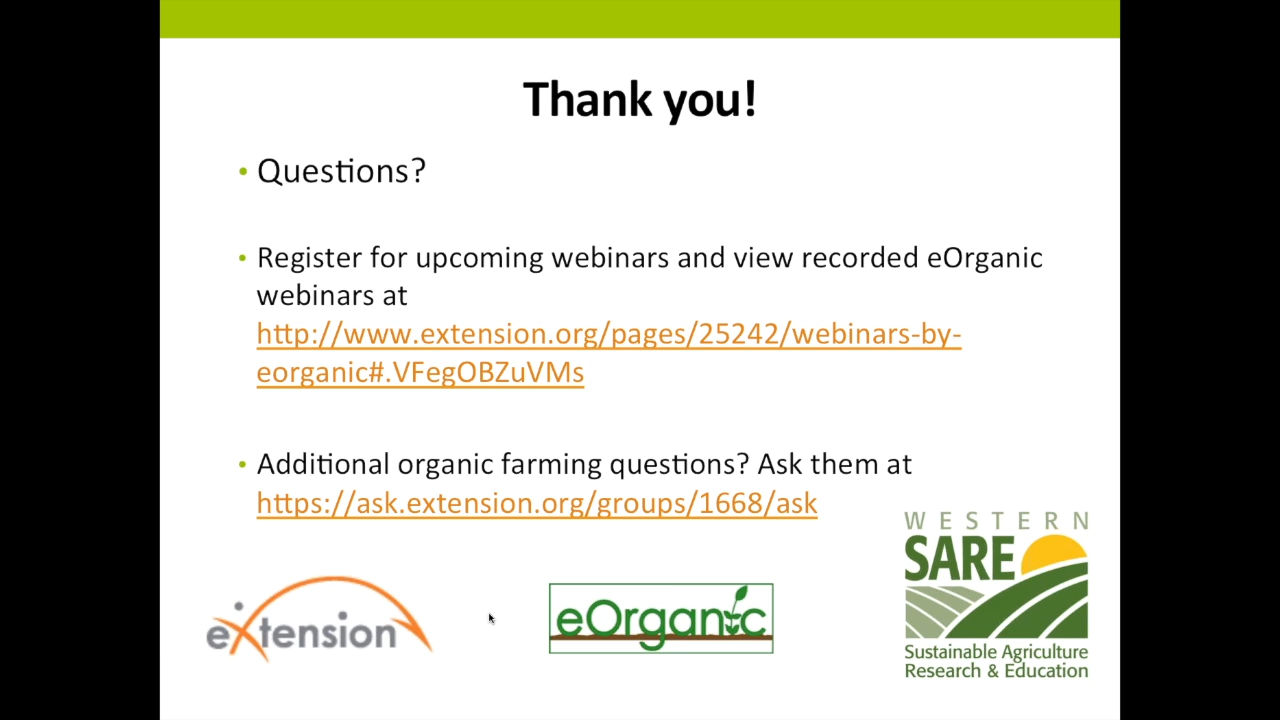 Thank you!
• Questions?
• Register for upcoming webinars and view recorded eOrganic
webinars at
http://www.extension.org/pages/25242/webinars-by-
eorganic#.VFegOBZuVMs
• Additional organic farming questions? Ask them at
https://ask.extension.org/groups/1668/ask
eXtension
eOrganic
WESTERN
SARE
Sustainable Agriculture
Research & Education